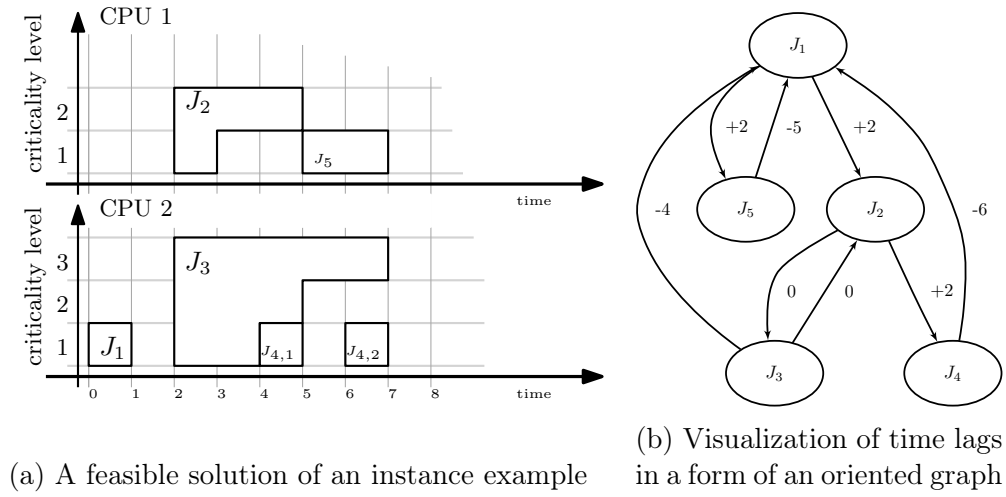 CPU 1
criticality level
2
1
J₂
J₅
time
CPU 2
criticality level
3
2
1
J₃
J₁
J₄,₁
J₄,₂
0 1 2 3 4 5 6 7 8
time
(a) A feasible solution of an instance example
J₁
+2
-5
+2
-4
J₅
J₂
-6
0
0
+2
J₃
J₄
(b) Visualization of time lags
in a form of an oriented graph